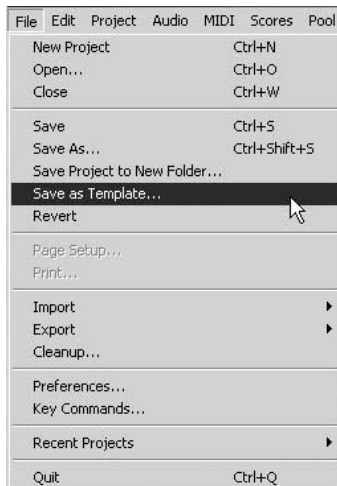 File Edit Project Audio MIDI Scores Pool
New Project Ctrl+N
Open... Ctrl+O
Close Ctrl+W
Save Ctrl+S
Save As... Ctrl+Shift+S
Save Project to New Folder...
Save as Template...
Revert
Page Setup...
Print...
Import
Export
Cleanup...
Preferences...
Key Commands...
Recent Projects
Quit Ctrl+Q